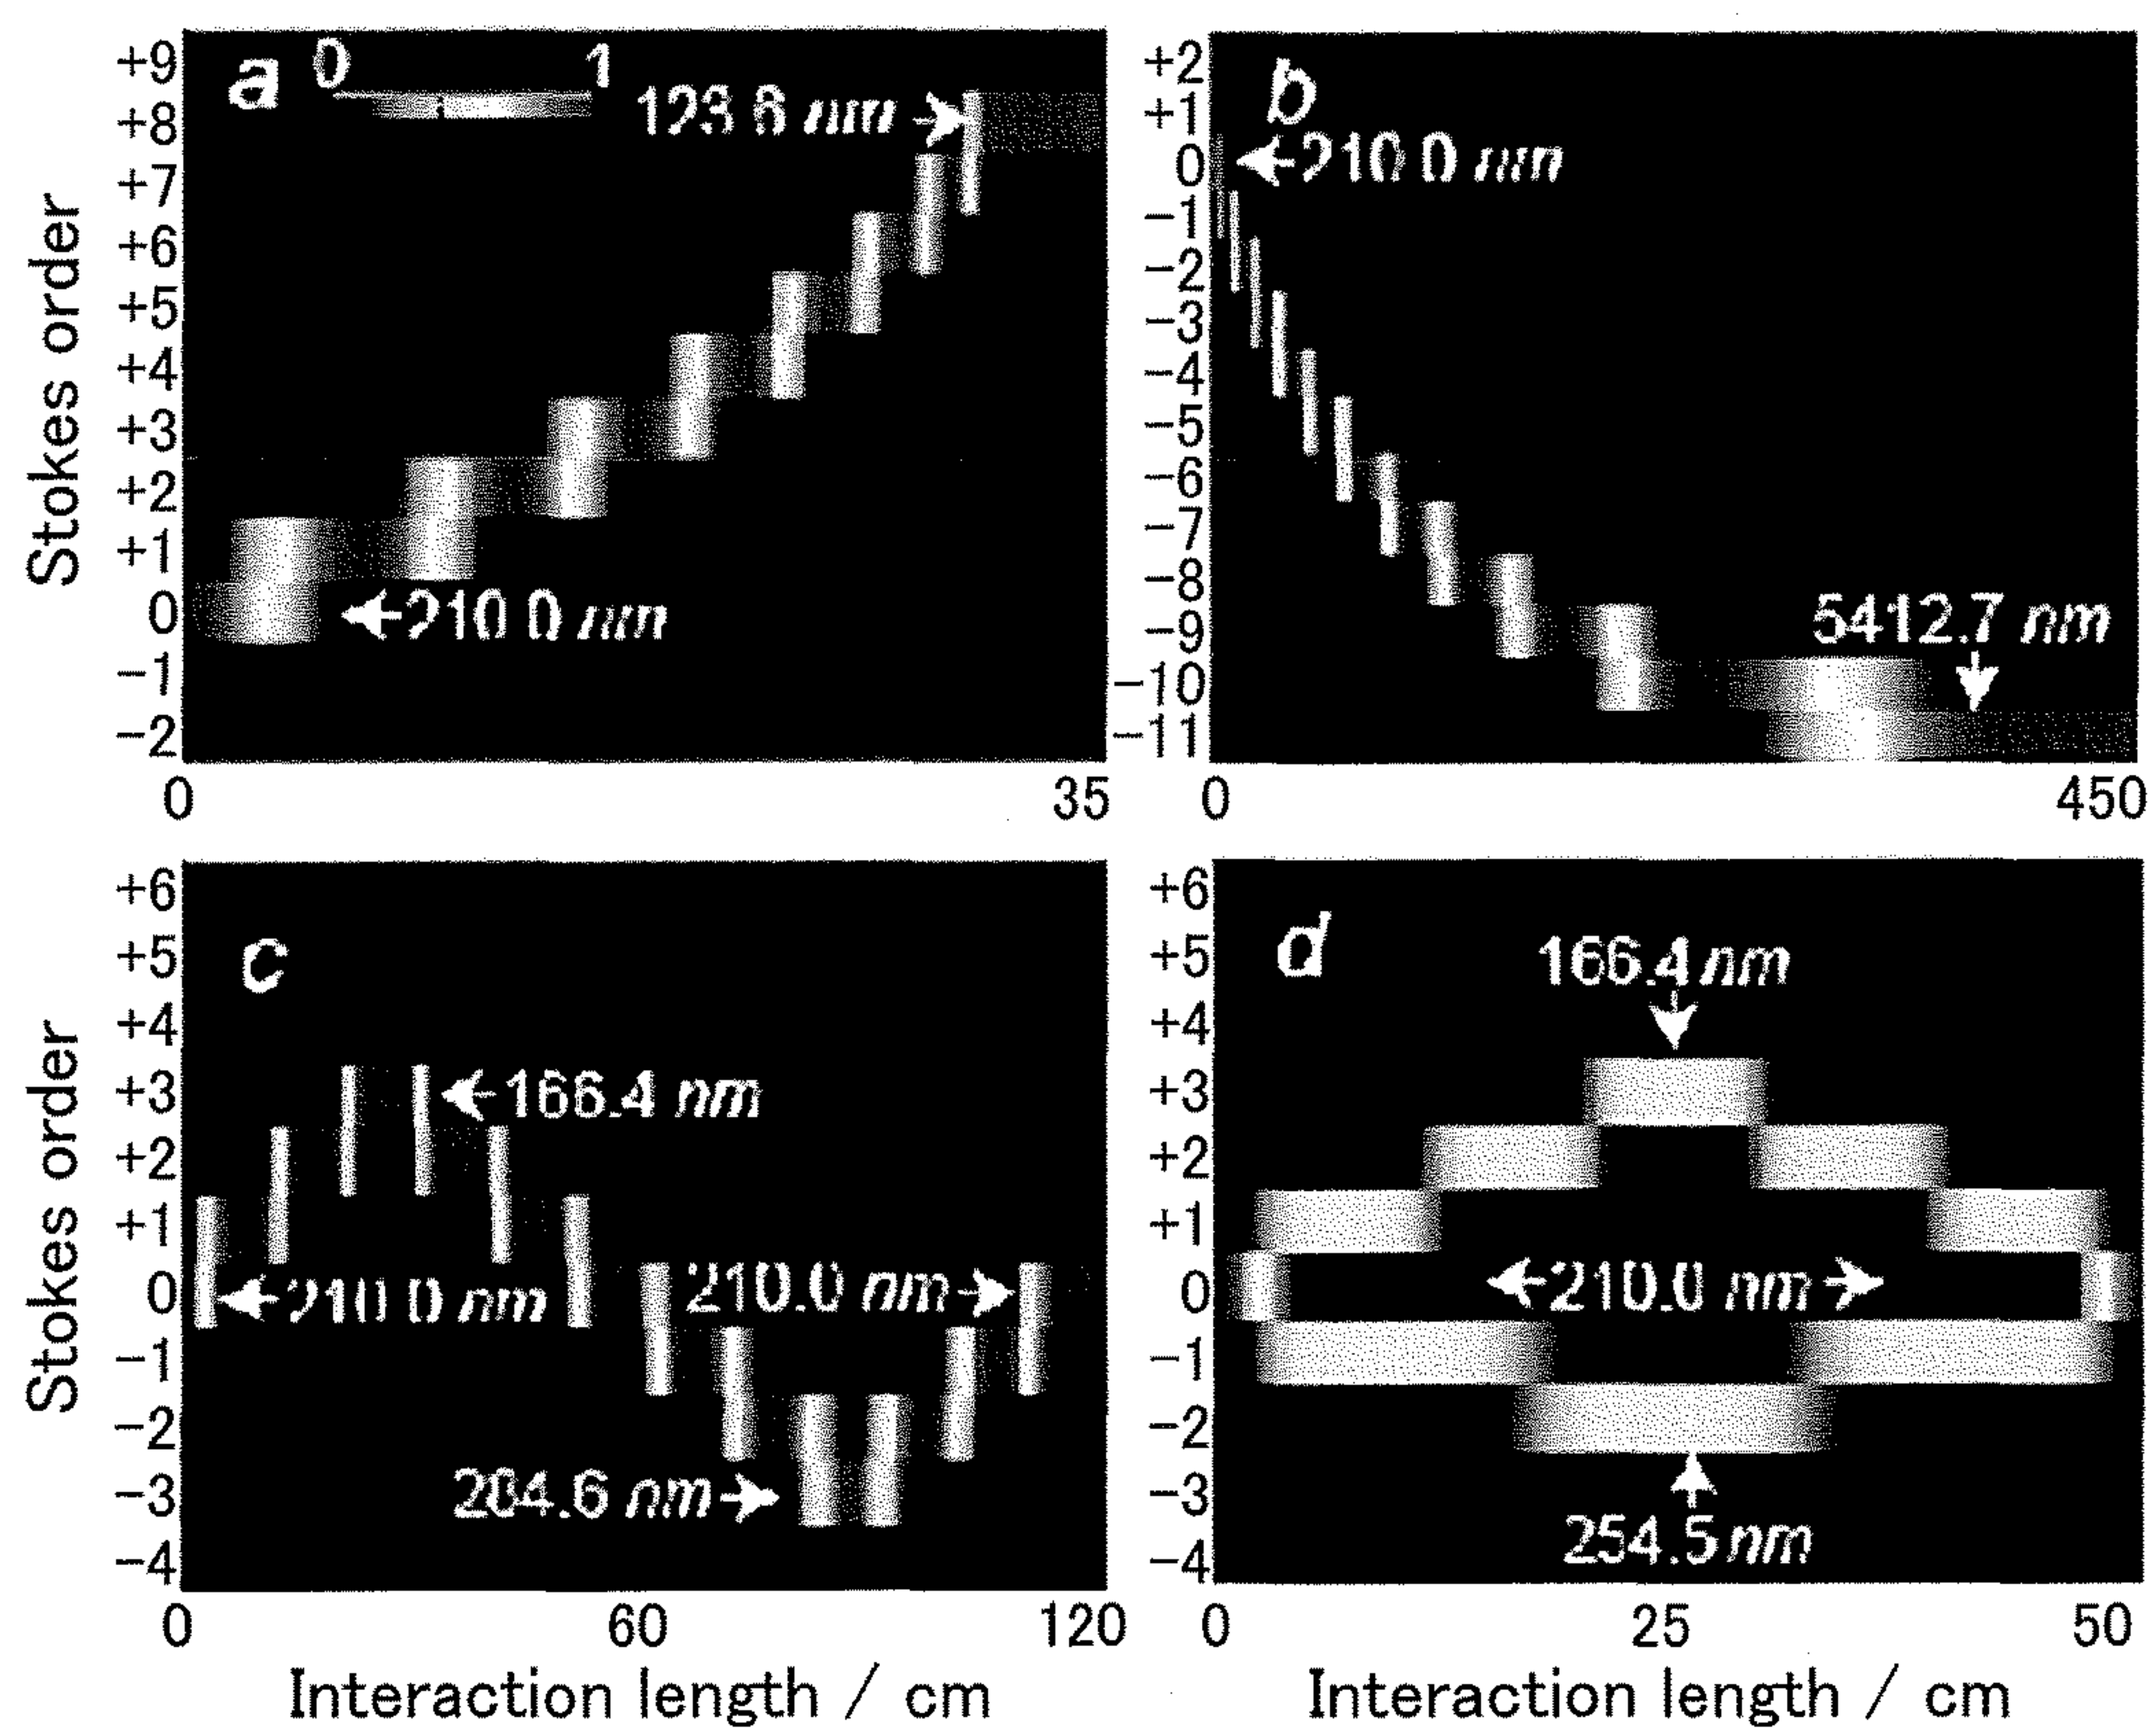 Stokes order
+9
+8
+7
+6
+5
+4
+3
+2
+1
0
-1
-2
a
0 1
123.6 nm
210.0 nm
0 35
+2
+1
0
-1
-2
-3
-4
-5
-6
-7
-8
-9
-10
-11
b
210.0 nm
5412.7 nm
0 450
Stokes order
+6
+5
+4
+3
+2
+1
0
-1
-2
-3
-4
c
166.4 nm
210.0 nm
210.0 nm
284.6 nm
0 60 120
Interaction length / cm
+6
+5
+4
+3
+2
+1
0
-1
-2
-3
-4
d
166.4 nm
210.0 nm
254.5 nm
0 25 50
Interaction length / cm